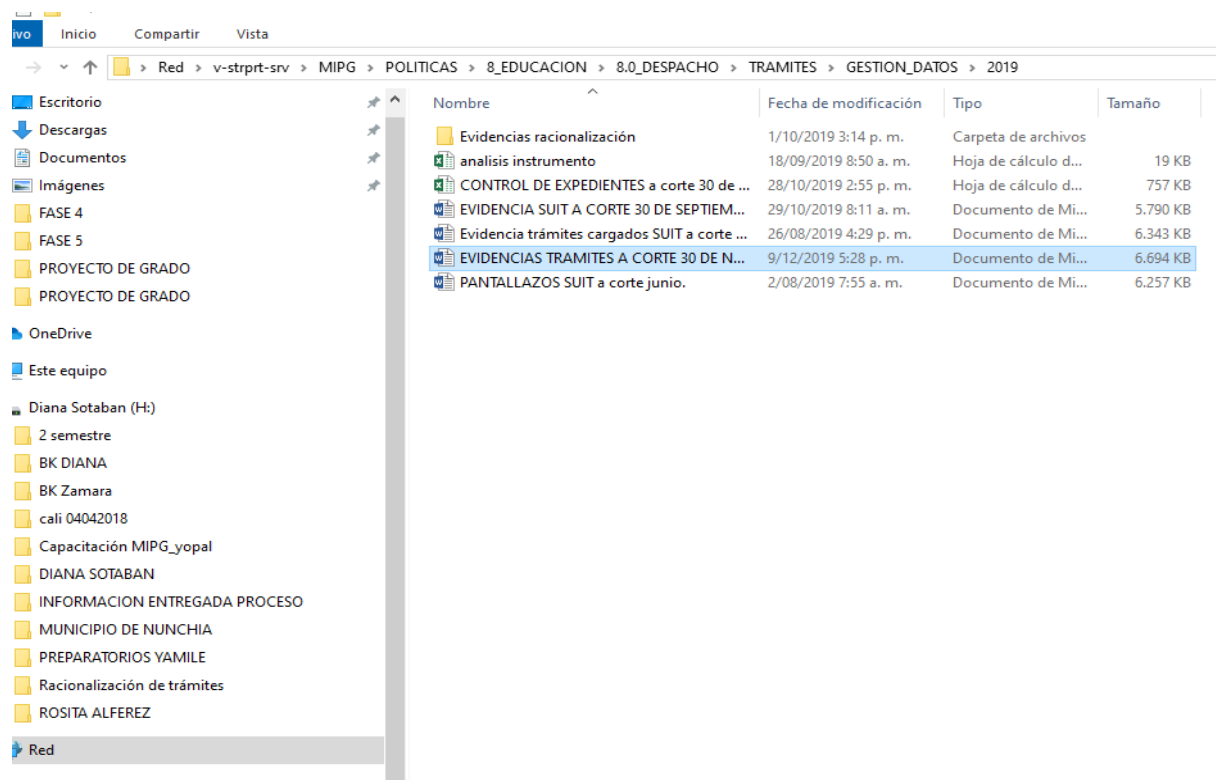 ivo Inicio Compartir Vista
Red > v-strprt-srv > MIPG > POLITICAS > 8_EDUCACION > 8.0_DESPACHO > TRAMITES > GESTION_DATOS > 2019
Escritorio
Descargas
Documentos
Imágenes
FASE 4
FASE 5
PROYECTO DE GRADO
PROYECTO DE GRADO
OneDrive
Este equipo
Diana Sotaban (H:)
2 semestre
BK DIANA
BK Zamara
cali 04042018
Capacitación MIPG_yopal
DIANA SOTABAN
INFORMACION ENTREGADA PROCESO
MUNICIPIO DE NUNCHIA
PREPARATORIOS YAMILE
Racionalización de trámites
ROSITA ALFEREZ
Red
Nombre Fecha de modificación Tipo Tamaño
Evidencias racionalización 1/10/2019 3:14 p. m. Carpeta de archivos
analisis instrumento 18/09/2019 8:50 a. m. Hoja de cálculo d... 19 KB
CONTROL DE EXPEDIENTES a corte 30 de ... 28/10/2019 2:55 p. m. Hoja de cálculo d... 757 KB
EVIDENCIA SUIT A CORTE 30 DE SEPTIEM... 29/10/2019 8:11 a. m. Documento de Mi... 5.790 KB
Evidencia trámites cargados SUIT a corte ... 26/08/2019 4:29 p. m. Documento de Mi... 6.343 KB
EVIDENCIAS TRAMITES A CORTE 30 DE N... 9/12/2019 5:28 p. m. Documento de Mi... 6.694 KB
PANTALLAZOS SUIT a corte junio. 2/08/2019 7:55 a. m. Documento de Mi... 6.257 KB